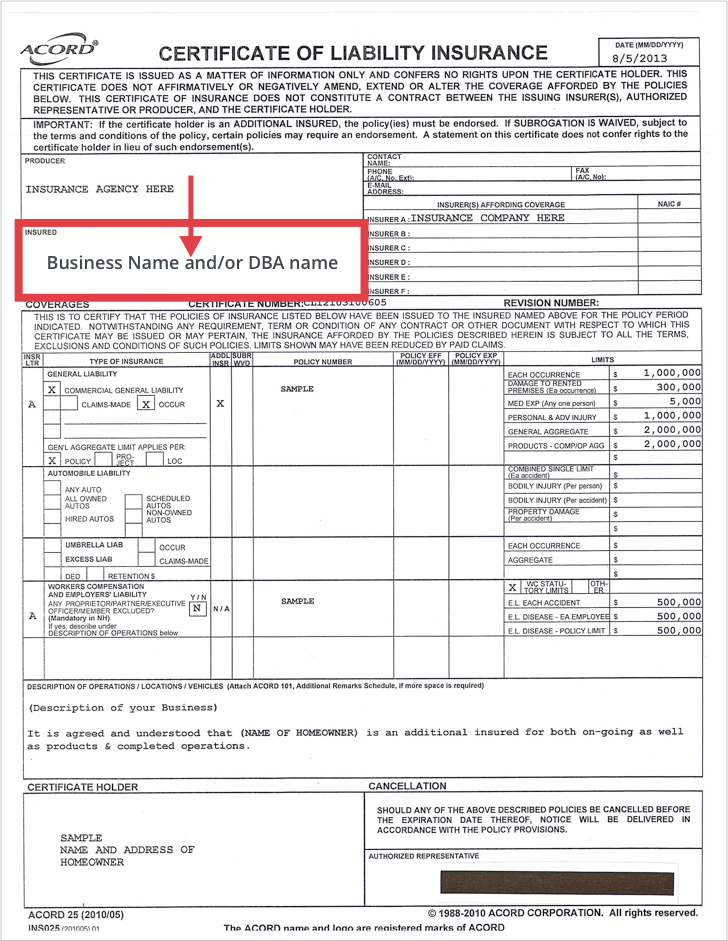 ACORD®
CERTIFICATE OF LIABILITY INSURANCE
DATE (MM/DD/YYYY)
8/5/2013
THIS CERTIFICATE IS ISSUED AS A MATTER OF INFORMATION ONLY AND CONFERS NO RIGHTS UPON THE CERTIFICATE HOLDER. THIS
CERTIFICATE DOES NOT AFFIRMATIVELY OR NEGATIVELY AMEND, EXTEND OR ALTER THE COVERAGE AFFORDED BY THE POLICIES
BELOW. THIS CERTIFICATE OF INSURANCE DOES NOT CONSTITUTE A CONTRACT BETWEEN THE ISSUING INSURER(S), AUTHORIZED
REPRESENTATIVE OR PRODUCER, AND THE CERTIFICATE HOLDER.
IMPORTANT: If the certificate holder is an ADDITIONAL INSURED, the policy(ies) must be endorsed. If SUBROGATION IS WAIVED, subject to
the terms and conditions of the policy, certain policies may require an endorsement. A statement on this certificate does not confer rights to the
certificate holder in lieu of such endorsement(s).
PRODUCER
INSURANCE AGENCY HERE
CONTACT
NAME:
PHONE
(A/C, No, Ext):
FAX
(A/C, No):
E-MAIL
ADDRESS:
INSURER(S) AFFORDING COVERAGE NAIC #
INSURER A : INSURANCE COMPANY HERE
INSURED
Business Name and/or DBA name
INSURER B :
INSURER C :
INSURER D :
INSURER E :
INSURER F :
COVERAGES CERTIFICATE NUMBER:CL12103100605 REVISION NUMBER:
THIS IS TO CERTIFY THAT THE POLICIES OF INSURANCE LISTED BELOW HAVE BEEN ISSUED TO THE INSURED NAMED ABOVE FOR THE POLICY PERIOD
INDICATED. NOTWITHSTANDING ANY REQUIREMENT, TERM OR CONDITION OF ANY CONTRACT OR OTHER DOCUMENT WITH RESPECT TO WHICH THIS
CERTIFICATE MAY BE ISSUED OR MAY PERTAIN, THE INSURANCE AFFORDED BY THE POLICIES DESCRIBED HEREIN IS SUBJECT TO ALL THE TERMS,
EXCLUSIONS AND CONDITIONS OF SUCH POLICIES. LIMITS SHOWN MAY HAVE BEEN REDUCED BY PAID CLAIMS.
INSR LTR TYPE OF INSURANCE ADDL INSR SUBR WVD POLICY NUMBER POLICY EFF (MM/DD/YYYY) POLICY EXP (MM/DD/YYYY) LIMITS
GENERAL LIABILITY
X COMMERCIAL GENERAL LIABILITY
CLAIMS-MADE X OCCUR
A
X
SAMPLE
GEN'L AGGREGATE LIMIT APPLIES PER:
X POLICY PRO-JECT LOC
EACH OCCURRENCE $ 1,000,000
DAMAGE TO RENTED
PREMISES (Ea occurrence) $ 300,000
MED EXP (Any one person) $ 5,000
PERSONAL & ADV INJURY $ 1,000,000
GENERAL AGGREGATE $ 2,000,000
PRODUCTS - COMP/OP AGG $ 2,000,000
$
AUTOMOBILE LIABILITY
ANY AUTO
ALL OWNED
AUTOS
SCHEDULED
AUTOS
HIRED AUTOS
NON-OWNED
AUTOS
COMBINED SINGLE LIMIT
(Ea accident) $
BODILY INJURY (Per person) $
BODILY INJURY (Per accident) $
PROPERTY DAMAGE
(Per accident) $
$
UMBRELLA LIAB OCCUR
EXCESS LIAB CLAIMS-MADE
DED RETENTION $
EACH OCCURRENCE $
AGGREGATE $
$
WORKERS COMPENSATION
AND EMPLOYERS' LIABILITY Y / N
ANY PROPRIETOR/PARTNER/EXECUTIVE
OFFICER/MEMBER EXCLUDED? N
(Mandatory in NH)
If yes, describe under
DESCRIPTION OF OPERATIONS below
A
N / A
SAMPLE
X WC STATU-
TORY LIMITS
OTH-
ER
E.L. EACH ACCIDENT $ 500,000
E.L. DISEASE - EA EMPLOYEE $ 500,000
E.L. DISEASE - POLICY LIMIT $ 500,000
DESCRIPTION OF OPERATIONS / LOCATIONS / VEHICLES (Attach ACORD 101, Additional Remarks Schedule, if more space is required)
(Description of your Business)
It is agreed and understood that (NAME OF HOMEOWNER) is an additional insured for both on-going as well
as products & completed operations.
CERTIFICATE HOLDER
SAMPLE
NAME AND ADDRESS OF
HOMEOWNER
CANCELLATION
SHOULD ANY OF THE ABOVE DESCRIBED POLICIES BE CANCELLED BEFORE
THE EXPIRATION DATE THEREOF, NOTICE WILL BE DELIVERED IN
ACCORDANCE WITH THE POLICY PROVISIONS.
AUTHORIZED REPRESENTATIVE
ACORD 25 (2010/05)
© 1988-2010 ACORD CORPORATION. All rights reserved.
INS025 (201005).01
The ACORD name and logo are registered marks of ACORD